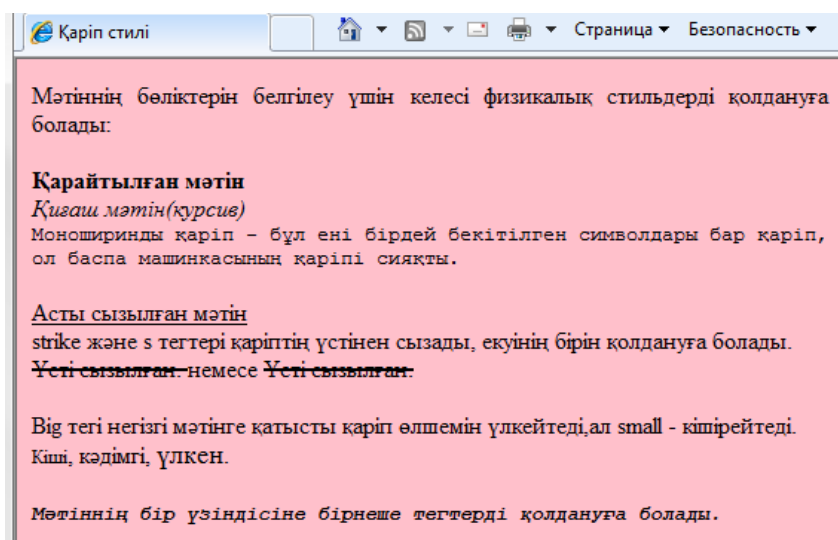 Қаріп стилі
Страница Безопасность
Мәтіннің бөліктерін белгілеу үшін келесі физикалық стильдерді қолдануға
болады:
Қарайтылған мәтін
Қиғаш мәтін(курсив)
Моноширинды қаріп – бұл ені бірдей бекітілген символдары бар қаріп,
ол баспа машинкасының қаріпі сияқты.
Асты сызылған мәтін
strike және s тегтері қаріптің үстінен сызады, екуінің бірін қолдануға болады.
Үсті сызылған. немесе Үсті сызылған.
Big тегі негізгі мәтінге қатысты қаріп өлшемін үлкейтеді,ал small - кішірейтеді.
Кіші, кәдімгі, үлкен.
Мәтіннің бір үзіндісіне бірнеше тегтерді қолдануға болады.